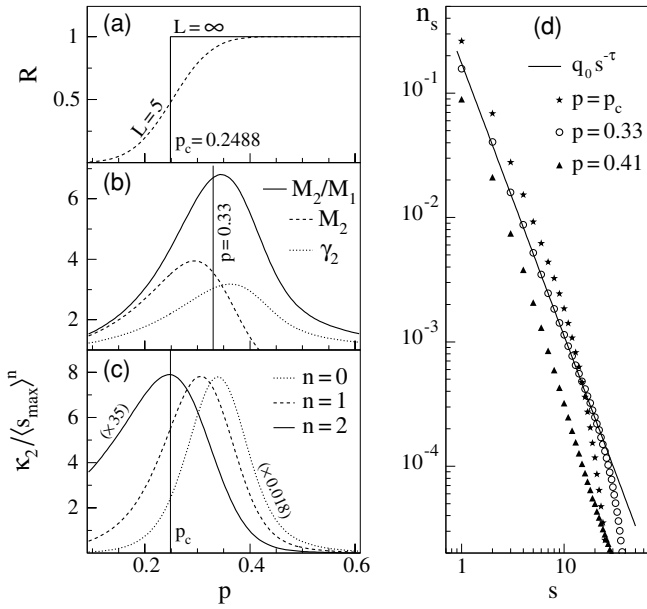 (a)
L = ∞
1
0.5
R
L = 5
p_c = 0.2488
(b)
6
4
2
M_2/M_1
M_2
γ_2
p = 0.33
(c)
8
6
4
2
κ_2/⟨s_max⟩^n
n = 0
n = 1
n = 2
(×35)
(×0.018)
p_c
0.2
0.4
0.6
p
(d)
n_s
q_0 s^-τ
p = p_c
p = 0.33
p = 0.41
10^-1
10^-2
10^-3
10^-4
1
10
s